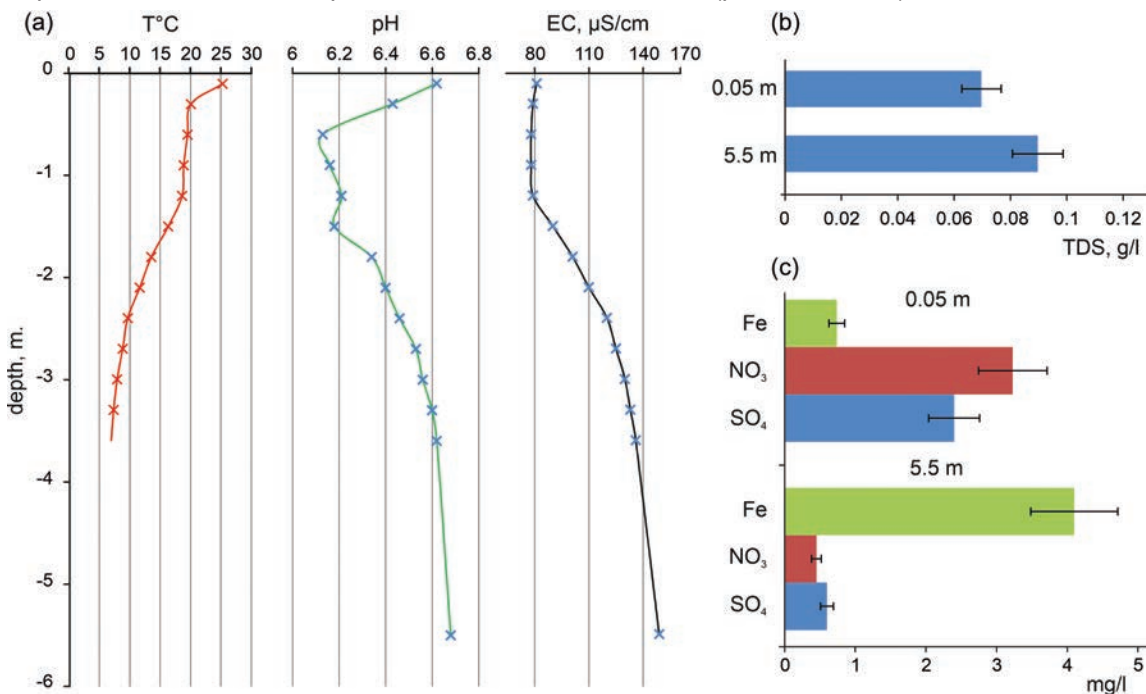 (a)
T°C
0 5 10 15 20 25 30
pH
6 6.2 6.4 6.6 6.8
EC, µS/cm
80 110 140 170
depth, m.
0
-1
-2
-3
-4
-5
-6
(b)
0.05 m
5.5 m
0 0.02 0.04 0.06 0.08 0.1 0.12
TDS, g/l
(c)
0.05 m
Fe
NO₃
SO₄
5.5 m
Fe
NO₃
SO₄
0 1 2 3 4 5
mg/l